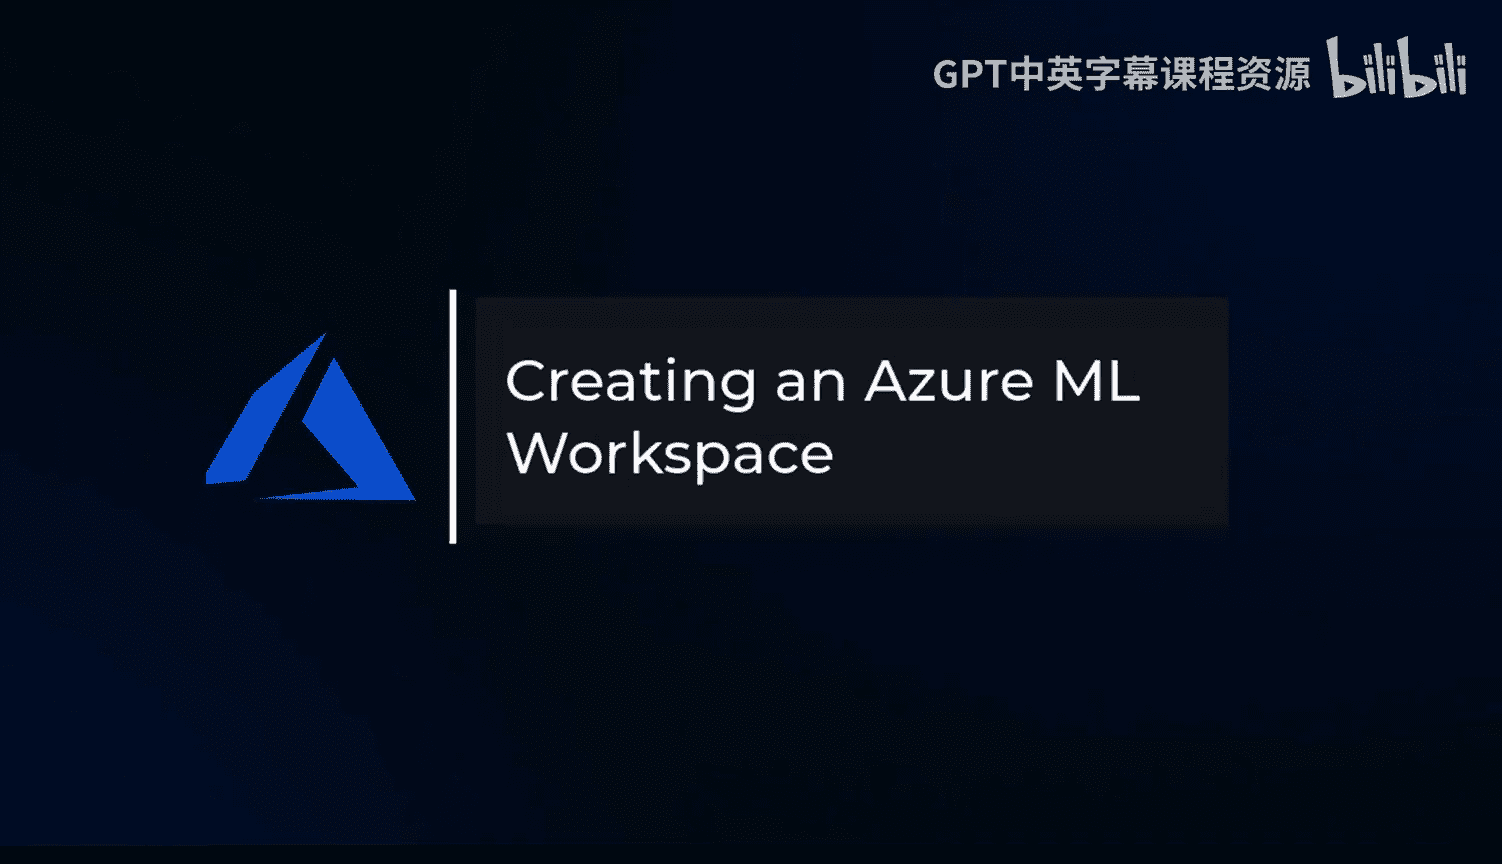 GPT中英字幕课程资源 bilibili
Creating an Azure ML
Workspace